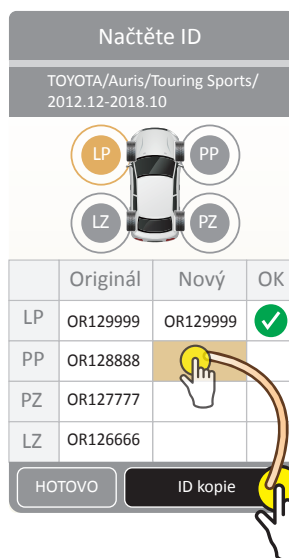 Načtěte ID
TOYOTA/Auris/Touring Sports/
2012.12-2018.10
LP PP
LZ PZ
Originál Nový OK
LP OR129999 OR129999
PP OR128888
PZ OR127777
LZ OR126666
HOTOVO ID kopie